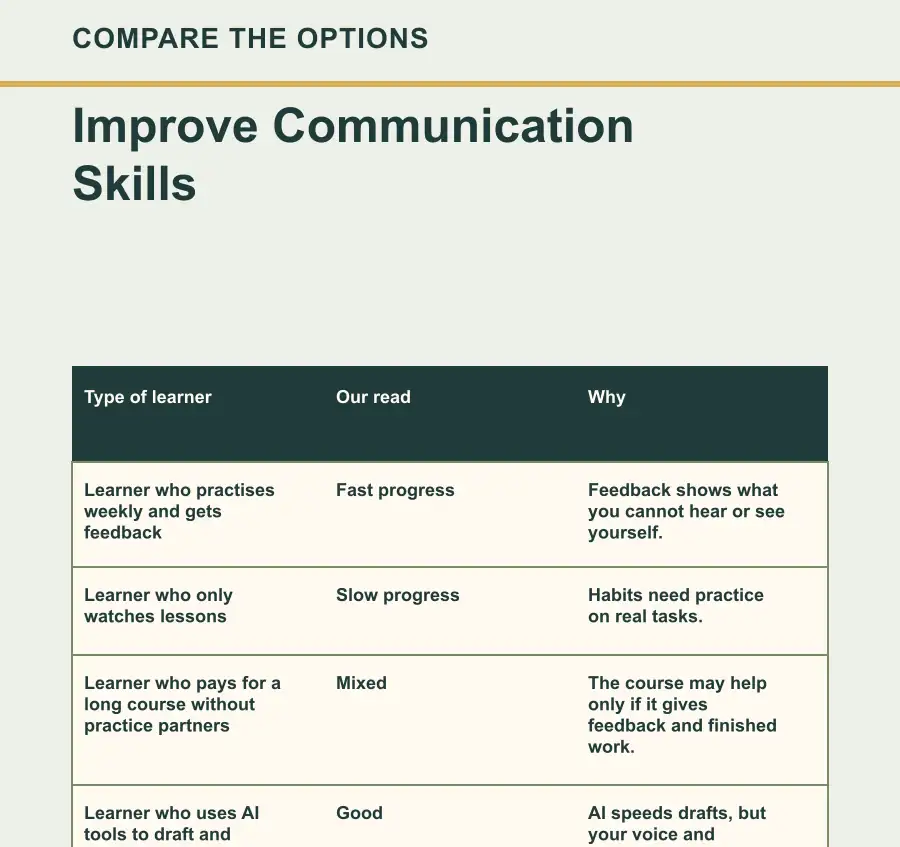 COMPARE THE OPTIONS
Improve Communication
Skills
Type of learner
Our read
Why
Learner who practises
weekly and gets
feedback
Fast progress
Feedback shows what
you cannot hear or see
yourself.
Learner who only
watches lessons
Slow progress
Habits need practice
on real tasks.
Learner who pays for a
long course without
practice partners
Mixed
The course may help
only if it gives
feedback and finished
work.
Learner who uses AI
tools to draft and
Good
AI speeds drafts, but
your voice and